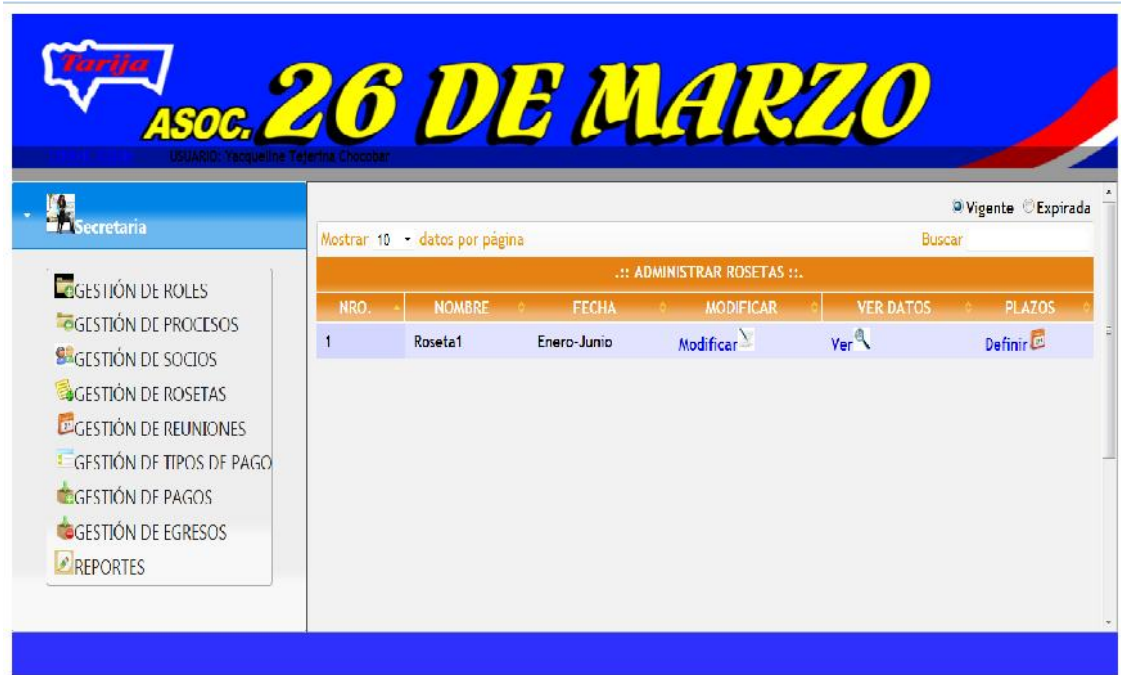 Tarija
ASOC. 26 DE MARZO
USUARIO: Yacqueline Tejerina Chocobar
Secretaria
GESTIÓN DE ROLES
GESTIÓN DE PROCESOS
GESTIÓN DE SOCIOS
GESTIÓN DE ROSETAS
GESTIÓN DE REUNIONES
GESTIÓN DE TIPOS DE PAGO
GESTIÓN DE PAGOS
GESTIÓN DE EGRESOS
REPORTES
Vigente Expirada
Mostrar 10 datos por página Buscar
.:: ADMINISTRAR ROSETAS ::.
NRO. NOMBRE FECHA MODIFICAR VER DATOS PLAZOS
1 Roseta1 Enero-Junio Modificar Ver Definir